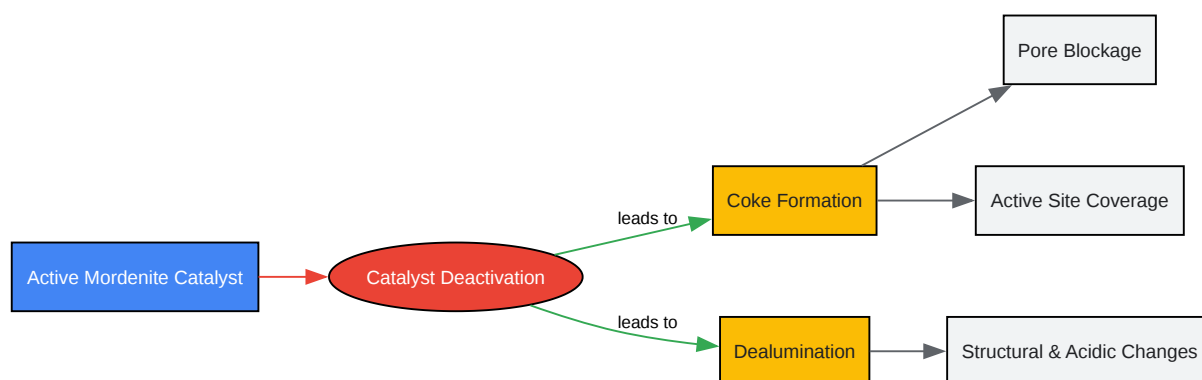 Pore Blockage
Coke Formation
Active Site Coverage
leads to
Active Mordenite Catalyst
Catalyst Deactivation
leads to
Dealumination
Structural & Acidic Changes